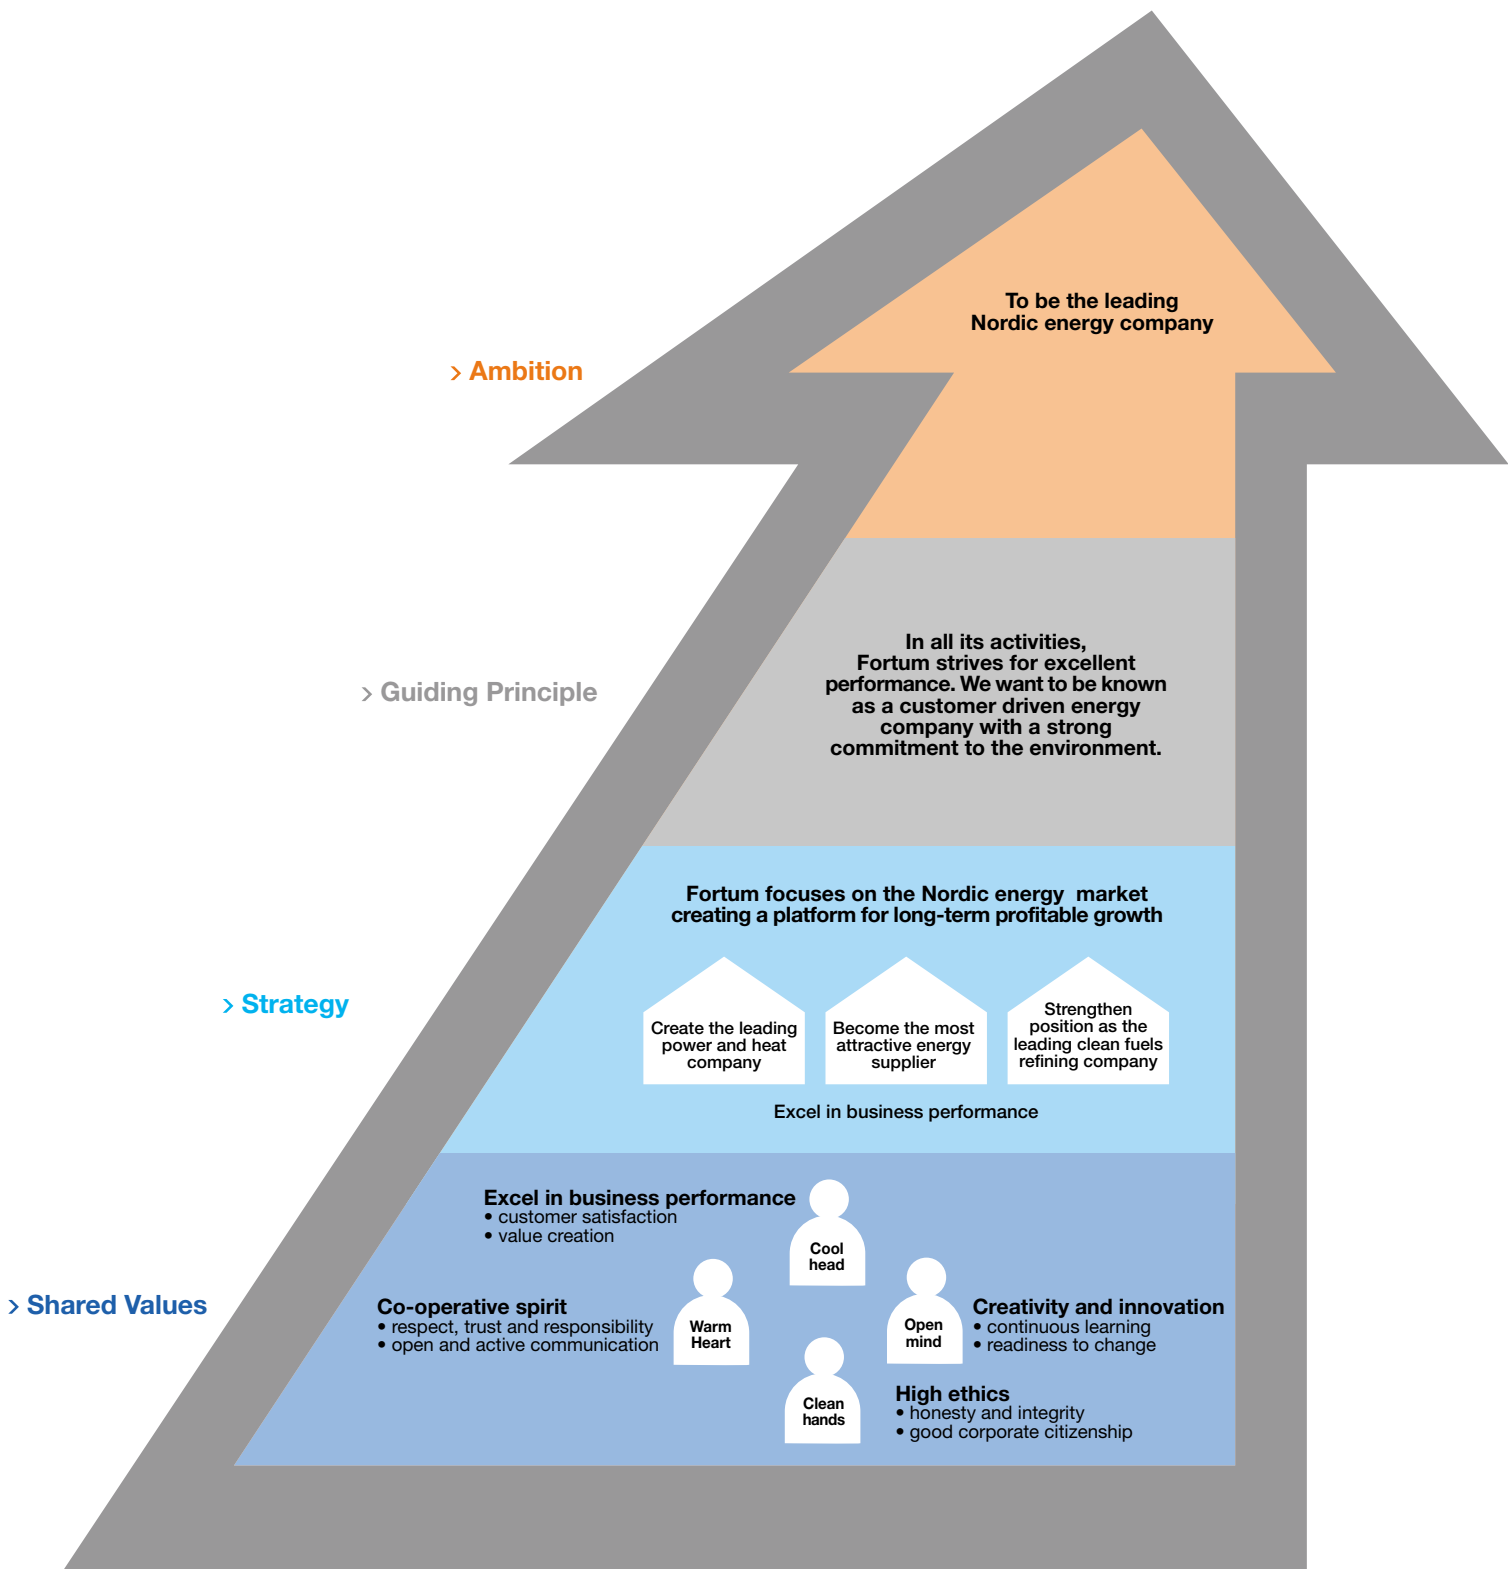 To be the leading
Nordic energy company
› Ambition
In all its activities,
Fortum strives for excellent
performance. We want to be known
as a customer driven energy
company with a strong
commitment to the environment.
› Guiding Principle
Fortum focuses on the Nordic energy market
creating a platform for long-term profitable growth
› Strategy
Create the leading
power and heat
company
Become the most
attractive energy
supplier
Strengthen
position as the
leading clean fuels
refining company
Excel in business performance
› Shared Values
Excel in business performance
• customer satisfaction
• value creation
Cool
head
Co-operative spirit
• respect, trust and responsibility
• open and active communication
Warm
Heart
Open
mind
Creativity and innovation
• continuous learning
• readiness to change
Clean
hands
High ethics
• honesty and integrity
• good corporate citizenship